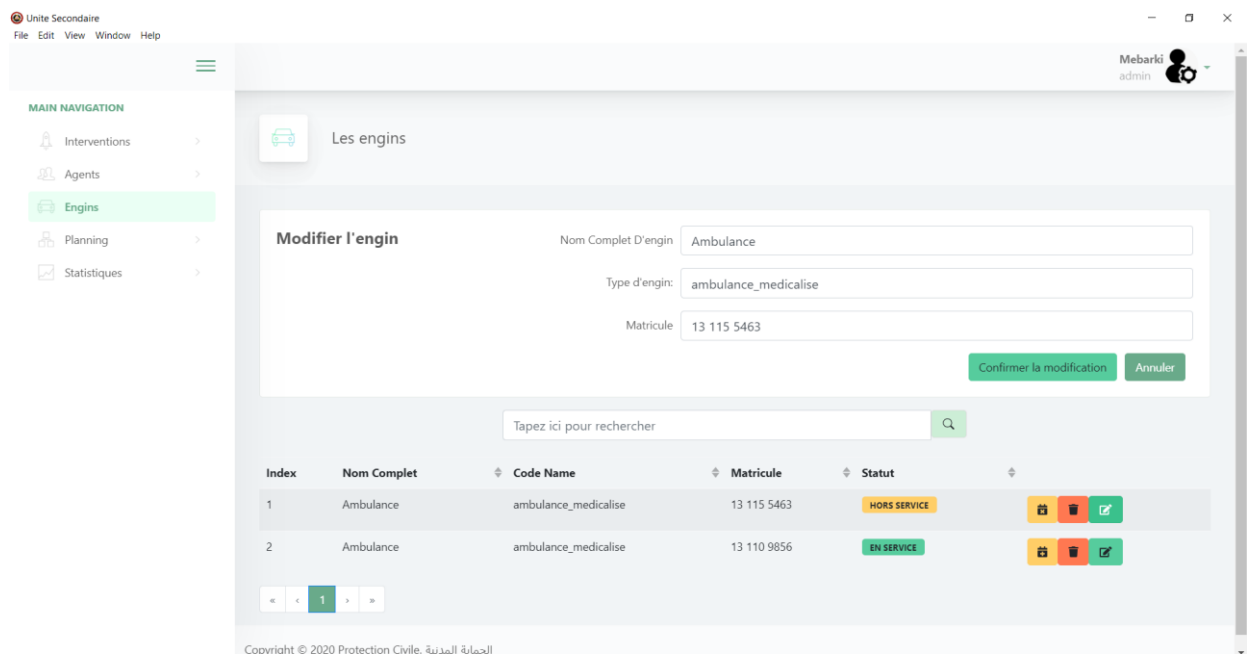 Unite Secondaire
File Edit View Window Help
Mebarki
admin
MAIN NAVIGATION
Interventions
Agents
Engins
Planning
Statistiques
Les engins
Modifier l'engin
Nom Complet D'engin Ambulance
Type d'engin: ambulance_medicalise
Matricule 13 115 5463
Confirmer la modification Annuler
Tapez ici pour rechercher
Index Nom Complet Code Name Matricule Statut
1 Ambulance ambulance_medicalise 13 115 5463 HORS SERVICE
2 Ambulance ambulance_medicalise 13 110 9856 EN SERVICE
« ‹ 1 › »
Copyright © 2020 Protection Civile. الحماية المدنية